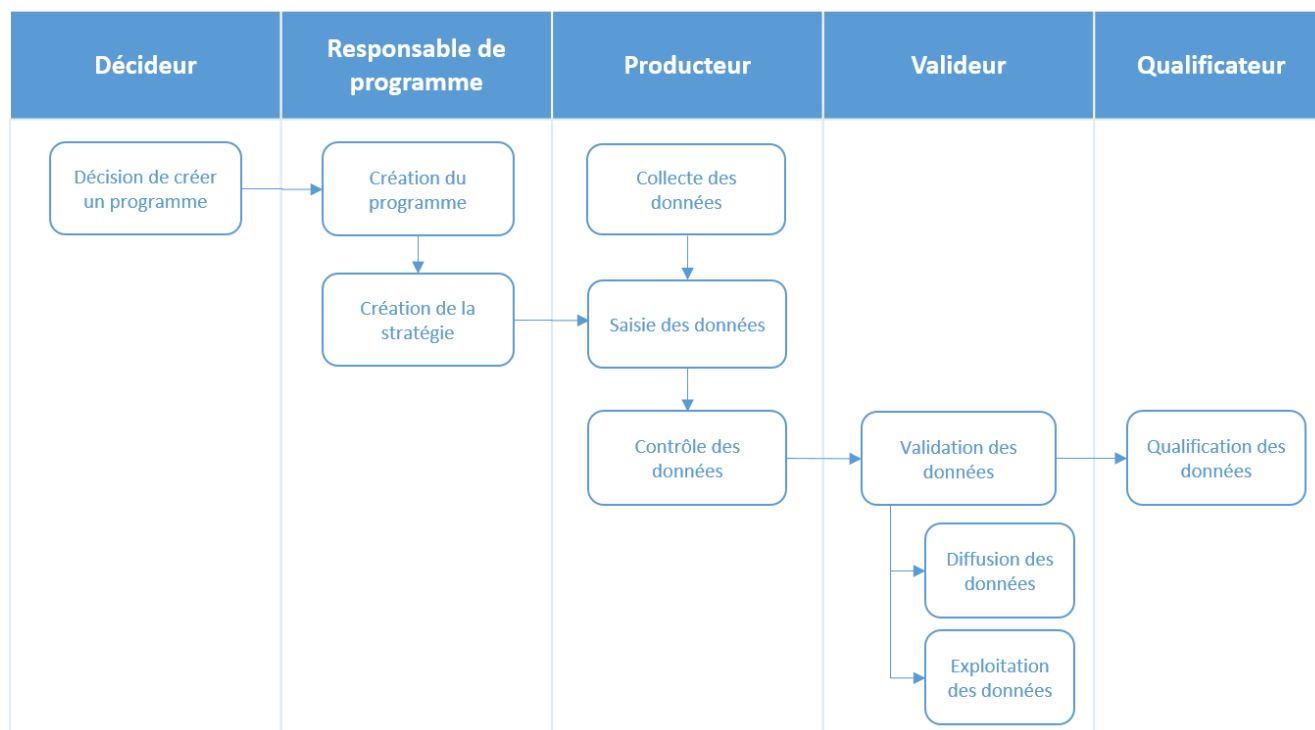 Décideur
Responsable de
programme
Producteur
Valideur
Qualificateur
Décision de créer
un programme
Création du
programme
Collecte des
données
Création de la
stratégie
Saisie des données
Contrôle des
données
Validation des
données
Qualification des
données
Diffusion des
données
Exploitation
des données